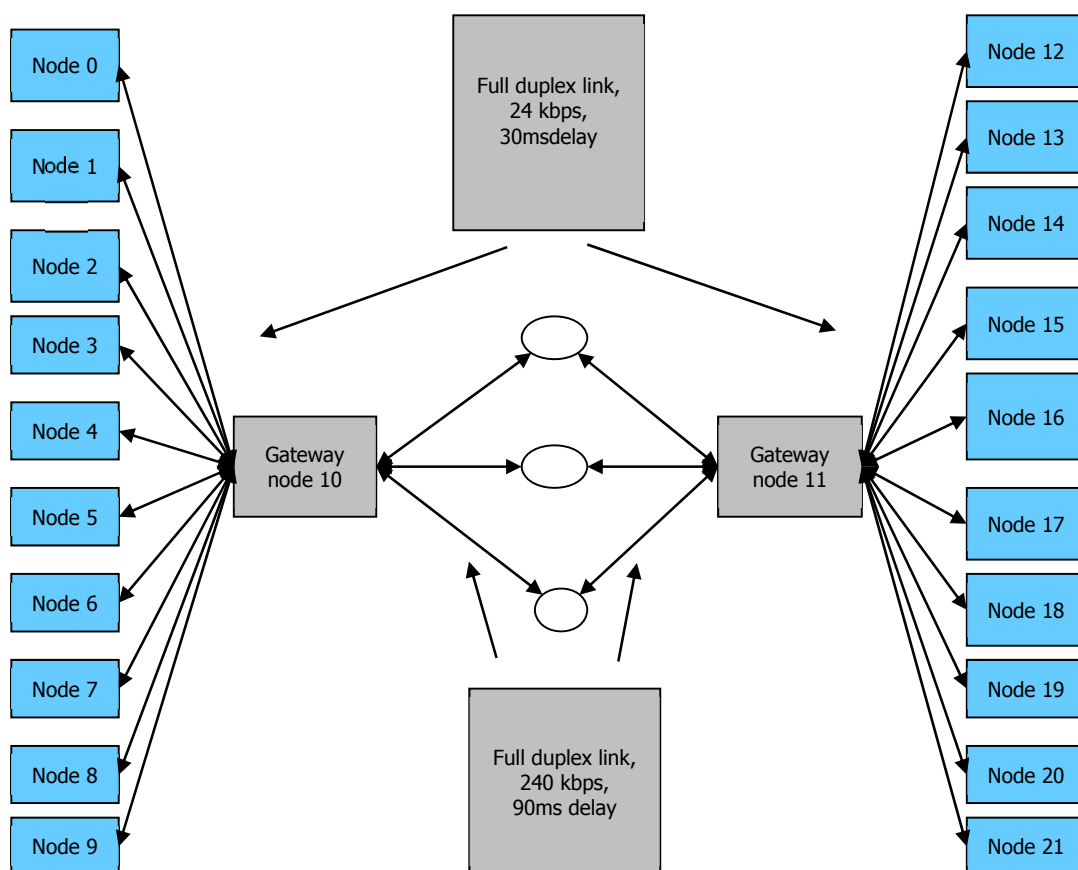 Node 0
Node 1
Node 2
Node 3
Node 4
Node 5
Node 6
Node 7
Node 8
Node 9
Full duplex link,
24 kbps,
30msdelay
Gateway
node 10
Gateway
node 11
Full duplex link,
240 kbps,
90ms delay
Node 12
Node 13
Node 14
Node 15
Node 16
Node 17
Node 18
Node 19
Node 20
Node 21